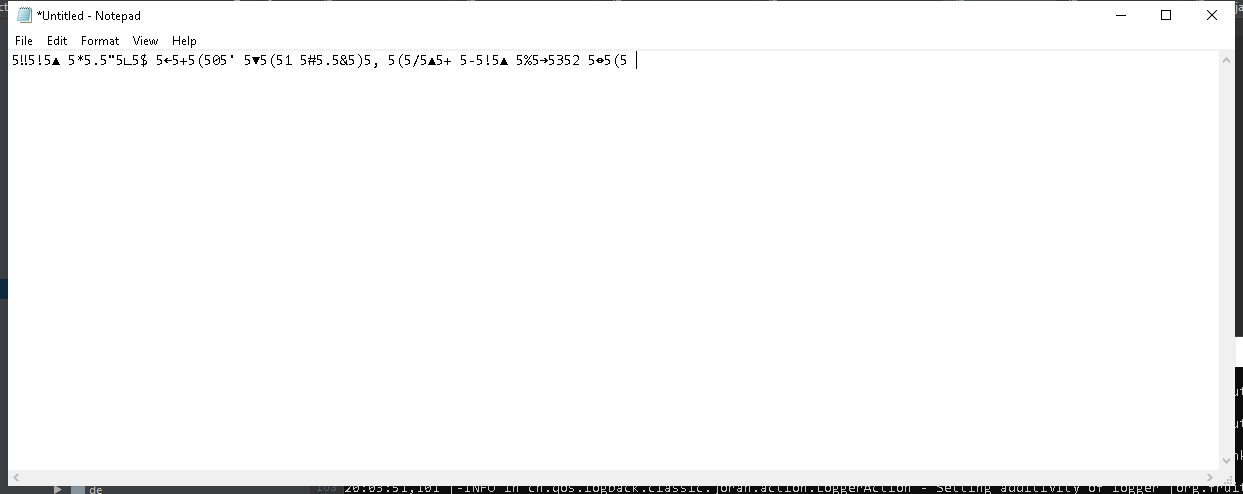 *Untitled - Notepad
File Edit Format View Help
5‼5!5▲ 5*5.5"5∟5$ 5←5+5(505' 5▼5(51 5#5.5&5)5, 5(5/5▲5+ 5-5!5▲ 5%5→5352 5↔5(5
de
20:03:51,101 |-INFO in ch.qos.logback.classic.joran.action.LoggerAction - Setting additivity of logger